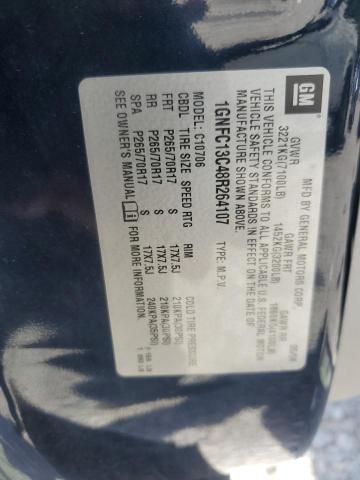 GM
MFD BY GENERAL MOTORS CORP
GVWR GAWR FRT GAWR RR
3221KG(7100LB) 1452KG(3200LB)
THIS VEHICLE CONFORMS TO ALL APPLICABLE U.S. FEDERAL MOTOR
VEHICLE SAFETY STANDARDS IN EFFECT ON THE DATE OF
MANUFACTURE SHOWN ABOVE.
1GNFC13C48R264107 TYPE: M.P.V.
MODEL: C10706
CBDL TIRE SIZE SPEED RTG RIM COLD TIRE PRESSURE
FRT P265/70R17 S 17X7.5J 210KPA(30PSI)
RR P265/70R17 S 17X7.5J 210KPA(30PSI)
SPA P265/70R17 S 17X7.5J 240KPA(35PSI)
SEE OWNER'S MANUAL FOR MORE INFORMATION.